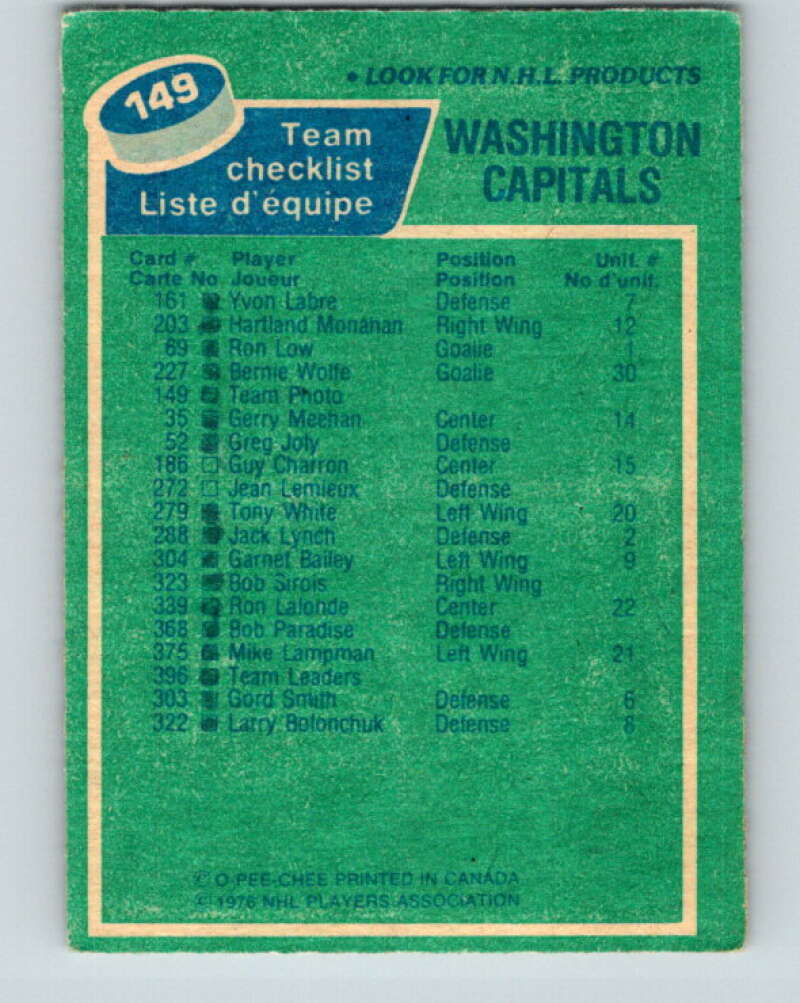 • LOOK FOR N.H.L. PRODUCTS
149
Team
checklist
Liste d'équipe
WASHINGTON
CAPITALS
Card # Player Position Unif. #
Carte No Joueur Position No d'unif.
161 Yvon Labre Defense 7
203 Hartland Monahan Right Wing 12
69 Ron Low Goalie 1
227 Bernie Wolfe Goalie 30
149 Team Photo
35 Gerry Meehan Center 14
52 Greg Joly Defense
186 Guy Charron Center 15
272 Jean Lemieux Defense
279 Tony White Left Wing 20
288 Jack Lynch Defense 2
304 Garnet Bailey Left Wing 9
323 Bob Sirois Right Wing
339 Ron Lalonde Center 22
368 Bob Paradise Defense
375 Mike Lampman Left Wing 21
396 Team Leaders
303 Gord Smith Defense 6
322 Larry Bolonchuk Defense 8
© O-PEE-CHEE PRINTED IN CANADA
© 1976 NHL PLAYERS ASSOCIATION